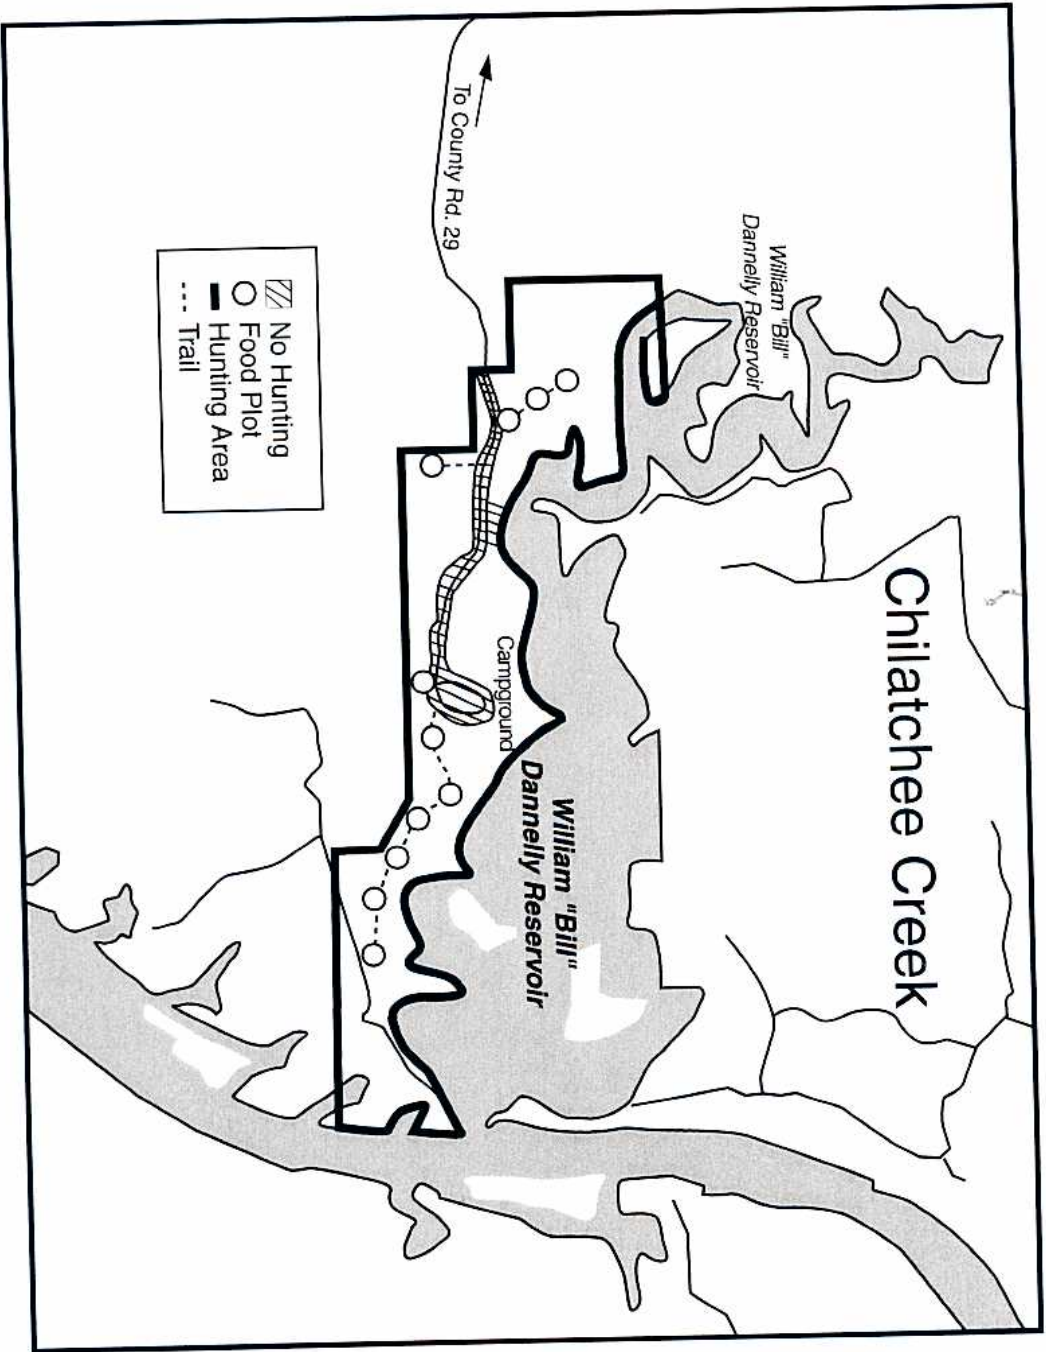 Chilatchee Creek
William "Bill"
Dannelly Reservoir
To County Rd. 29
Campground
William "Bill"
Dannelly Reservoir
No Hunting
Food Plot
Hunting Area
Trail